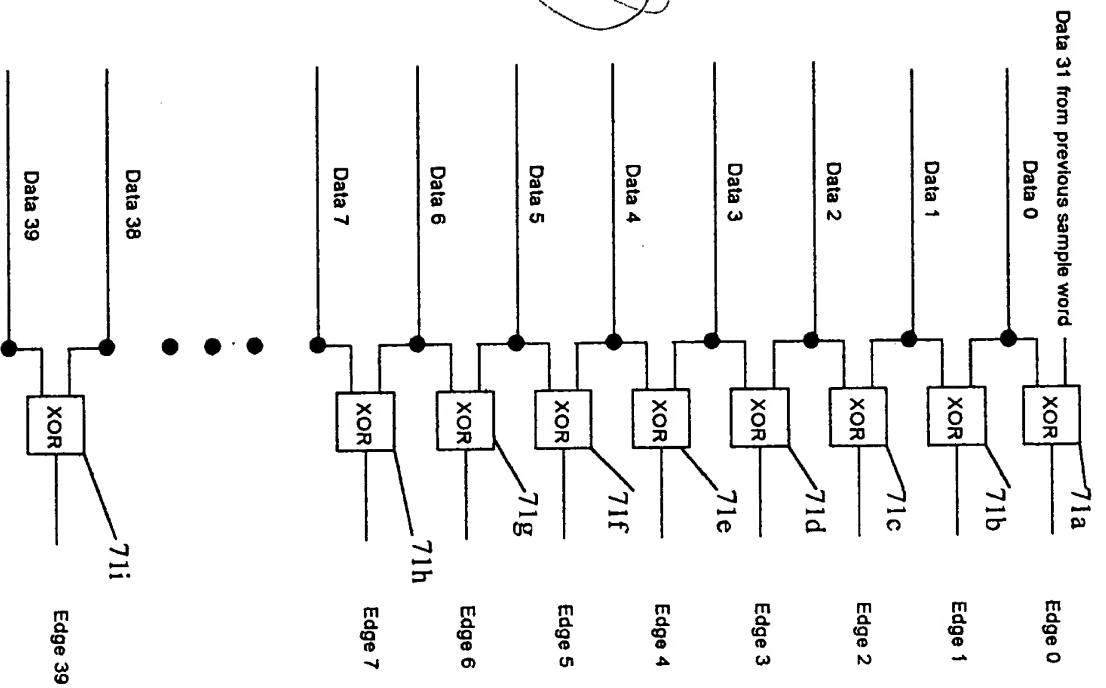 Data 31 from previous sample word
Data 0
Data 1
Data 2
Data 3
Data 4
Data 5
Data 6
Data 7
Data 38
Data 39
XOR
XOR
XOR
XOR
XOR
XOR
XOR
XOR
XOR
71a
71b
71c
71d
71e
71f
71g
71h
71i
Edge 0
Edge 1
Edge 2
Edge 3
Edge 4
Edge 5
Edge 6
Edge 7
Edge 39